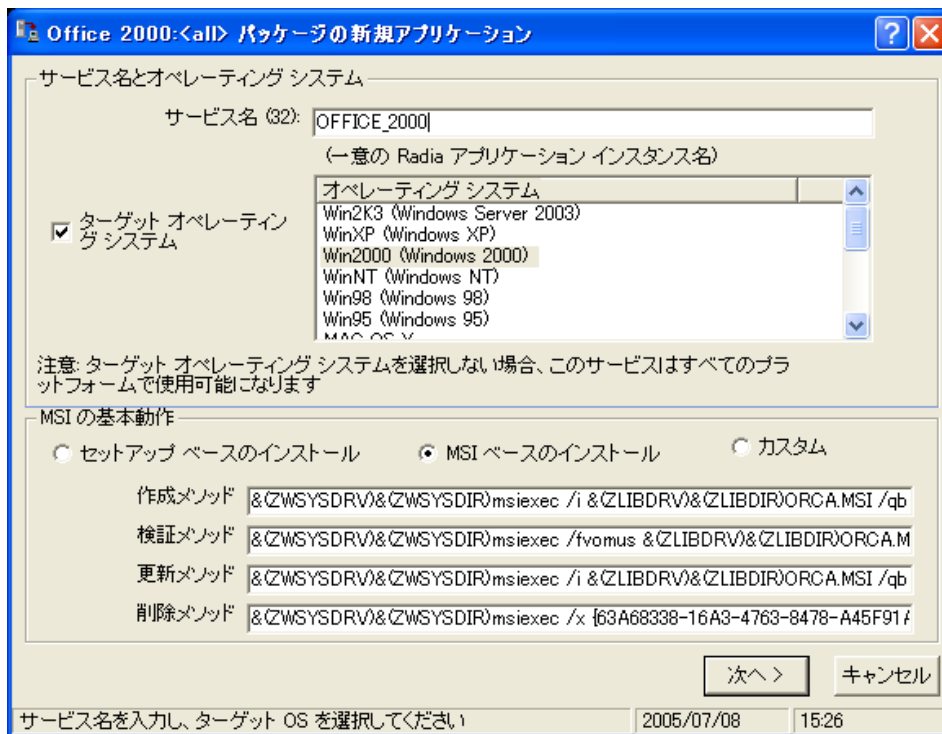 Office 2000:<all> パッケージの新規アプリケーション
サービス名とオペレーティング システム
サービス名 (32):
OFFICE_2000
(一意の Radia アプリケーション インスタンス名)
ターゲット オペレーティン
グ システム
オペレーティング システム
Win2K3 (Windows Server 2003)
WinXP (Windows XP)
Win2000 (Windows 2000)
WinNT (Windows NT)
Win98 (Windows 98)
Win95 (Windows 95)
MAC OS X
注意: ターゲット オペレーティング システムを選択しない場合、このサービスはすべてのプラ
ットフォームで使用可能になります
MSI の基本動作
セットアップ ベースのインストール
MSI ベースのインストール
カスタム
作成メソッド
&(ZWSYSDRV)&(ZWSYSDIR)msiexec /i &(ZLIBDRV)&(ZLIBDIR)ORCA.MSI /qb
検証メソッド
&(ZWSYSDRV)&(ZWSYSDIR)msiexec /fvomus &(ZLIBDRV)&(ZLIBDIR)ORCA.M
更新メソッド
&(ZWSYSDRV)&(ZWSYSDIR)msiexec /i &(ZLIBDRV)&(ZLIBDIR)ORCA.MSI /qb
削除メソッド
&(ZWSYSDRV)&(ZWSYSDIR)msiexec /x {63A68338-16A3-4763-8478-A45F91
次へ >
キャンセル
サービス名を入力し、ターゲット OS を選択してください
2005/07/08
15:26